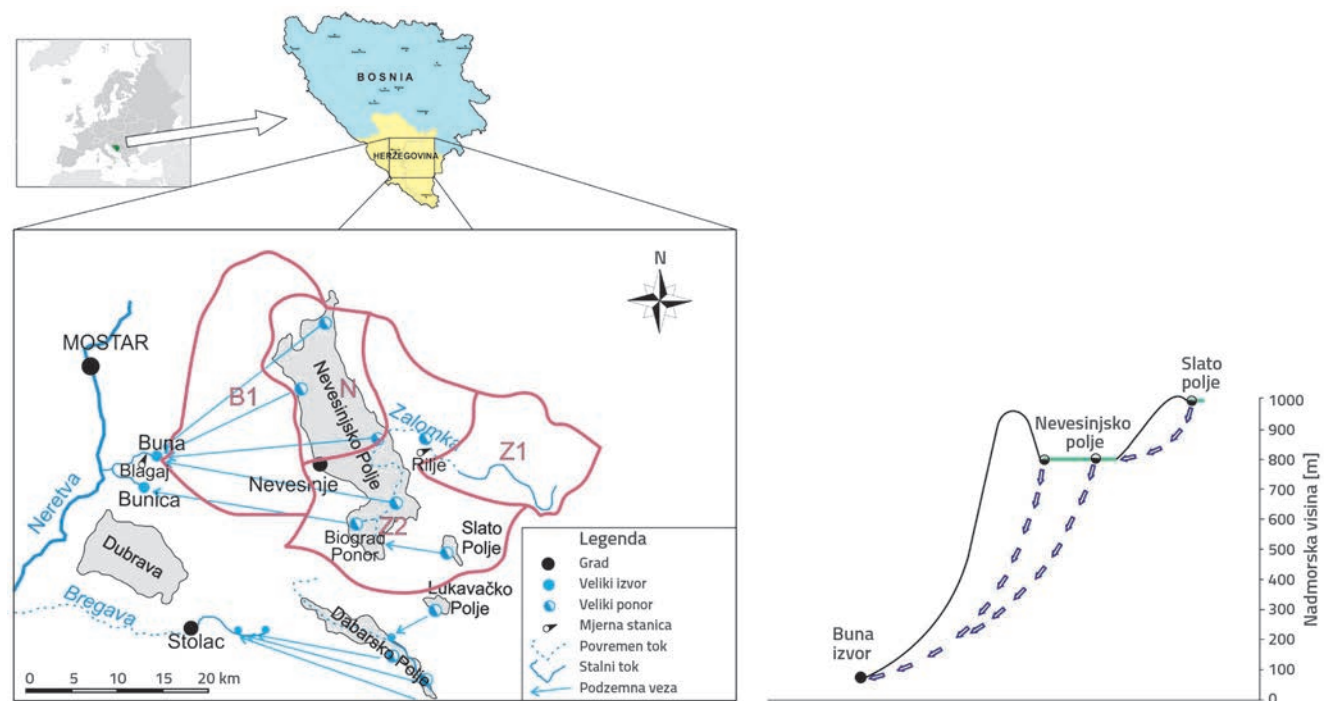 BOSNIA
HERZEGOVINA
N
MOSTAR
B1
N
Nevesinjsko Polje
Zalomka
Z1
Buna
Blagaj
Rilje
Nevesinje
Bunica
Neretva
Z2
Biograd
Ponor
Slato
Polje
Dubrava
Lukavačko
Polje
Bregava
Dabarsko Polje
Stolac
0 5 10 15 20 km
Legenda
Grad
Veliki izvor
Veliki ponor
Mjerna stanica
Povremen tok
Stalni tok
Podzemna veza
Slato
polje
Nevesinjsko
polje
Buna
izvor
1000
900
800
700
600
500
400
300
200
100
0
Nadmorska visina [m]